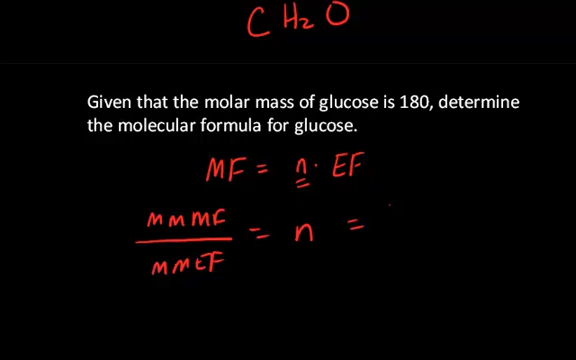 CH₂O
Given that the molar mass of glucose is 180, determine
the molecular formula for glucose.
MF = n · EF
MMMF
= n =
MMEF